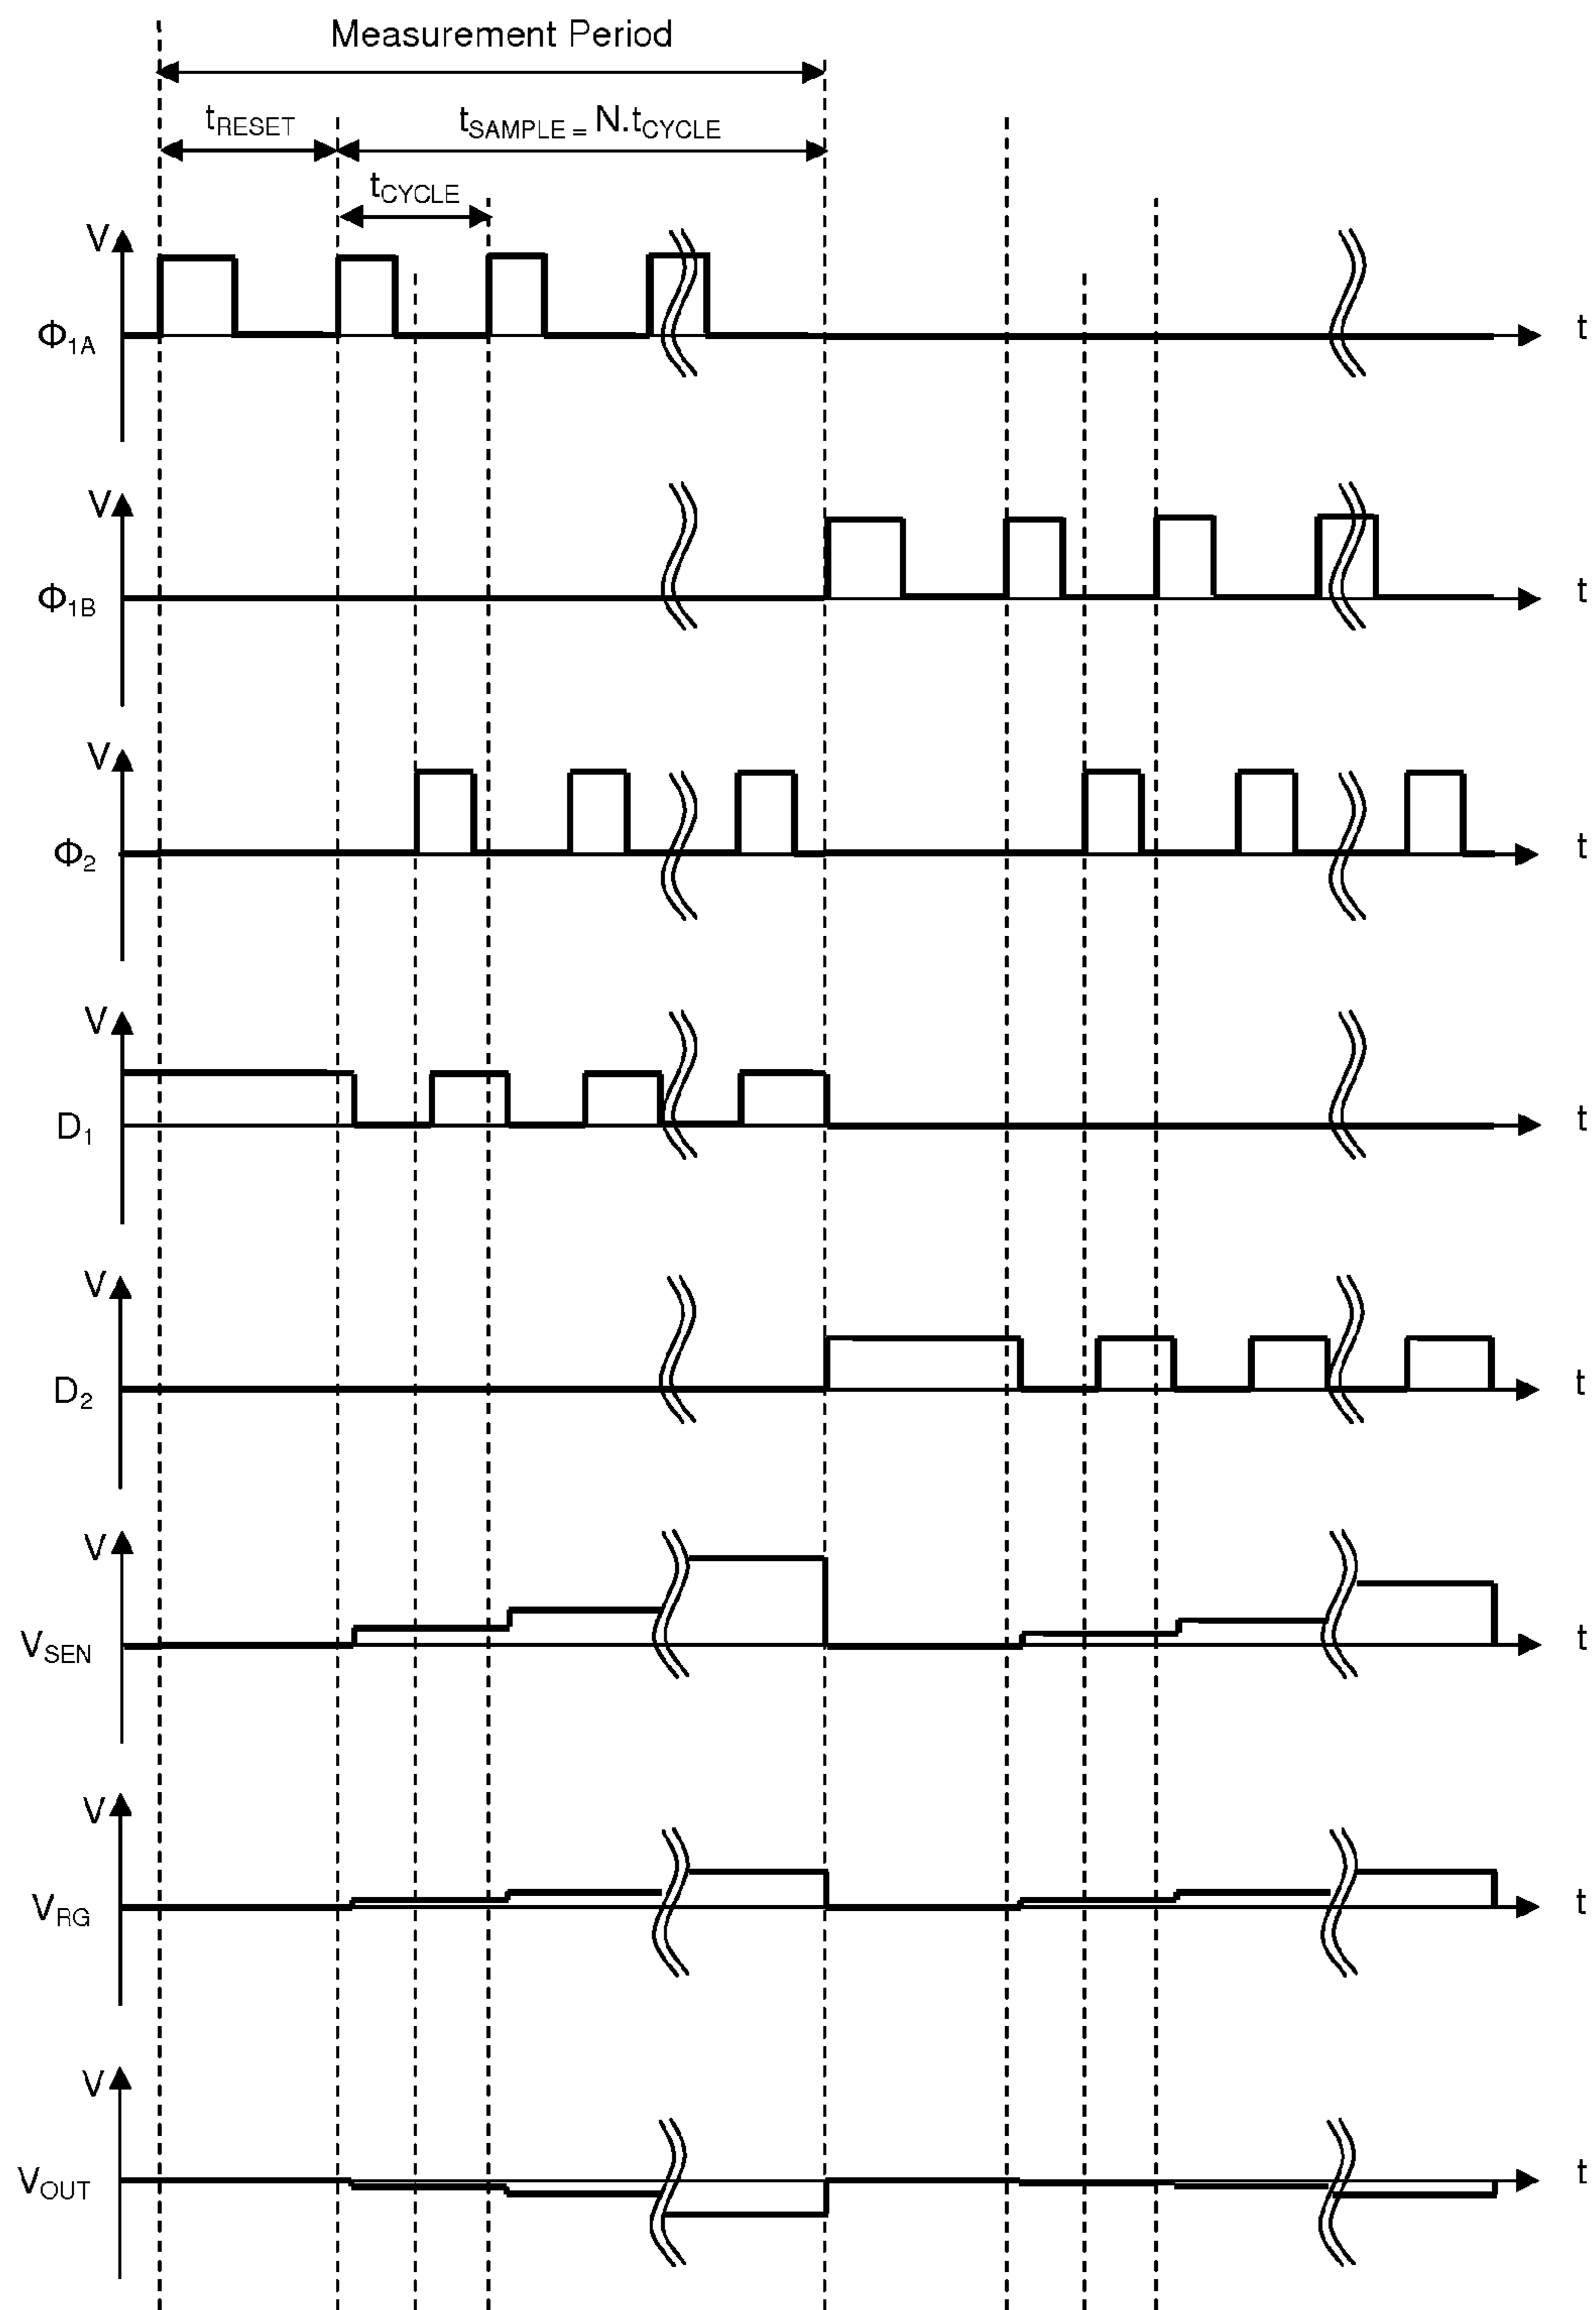 Measurement Period
tRESET
tSAMPLE = N.tCYCLE
tCYCLE
V
Φ1A
t
V
Φ1B
t
V
Φ2
t
V
D1
t
V
D2
t
V
VSEN
t
V
VRG
t
V
VOUT
t